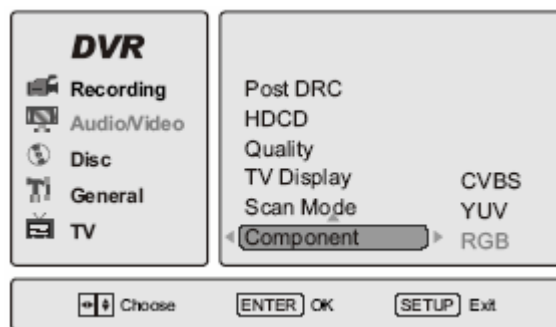 DVR
Recording
Audio/Video
Disc
General
TV
Post DRC
HDCD
Quality
TV Display
Scan Mode
Component
CVBS
YUV
RGB
Choose
ENTER OK
SETUP Exit